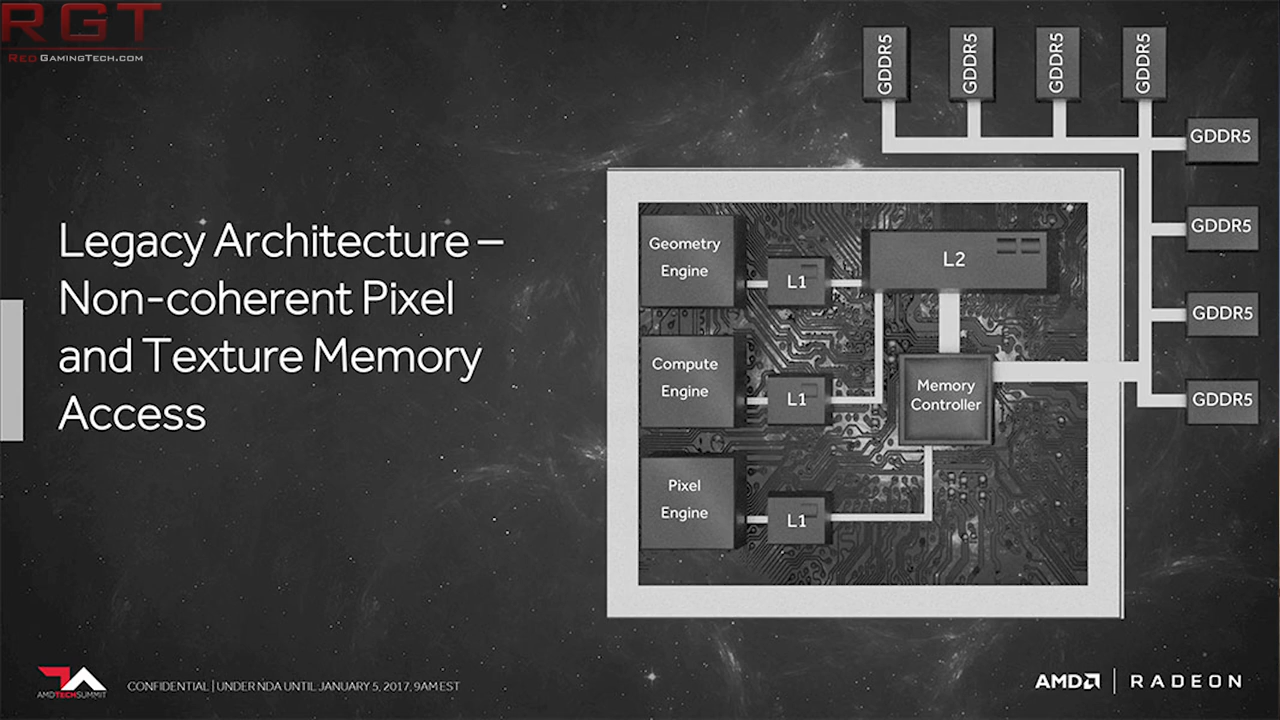 RGT
REDGAMINGTECH.COM
GDDR5
GDDR5
GDDR5
GDDR5
GDDR5
GDDR5
GDDR5
GDDR5
Legacy Architecture –
Non-coherent Pixel
and Texture Memory
Access
Geometry
Engine
L1
L2
Compute
Engine
L1
Memory
Controller
Pixel
Engine
L1
AMDTECHSUMMIT
CONFIDENTIAL | UNDER NDA UNTIL JANUARY 5, 2017, 9AM EST
AMD | RADEON